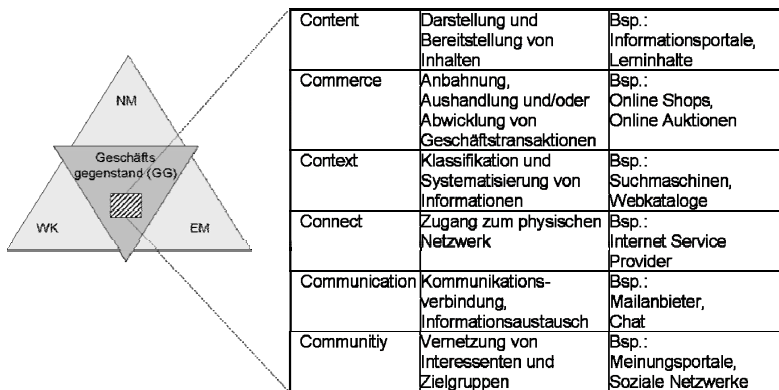 NM
Geschäfts
gegenstand (GG)
WK
EM
Content
Darstellung und
Bereitstellung von
Inhalten
Bsp.:
Informationsportale,
Lerninhalte
Commerce
Anbahnung,
Aushandlung und/oder
Abwicklung von
Geschäftstransaktionen
Bsp.:
Online Shops,
Online Auktionen
Context
Klassifikation und
Systematisierung von
Informationen
Bsp.:
Suchmaschinen,
Webkataloge
Connect
Zugang zum physischen
Netzwerk
Bsp.:
Internet Service
Provider
Communication
Kommunikations-
verbindung,
Informationsaustausch
Bsp.:
Mailanbieter,
Chat
Communitiy
Vernetzung von
Interessenten und
Zielgruppen
Bsp.:
Meinungsportale,
Soziale Netzwerke